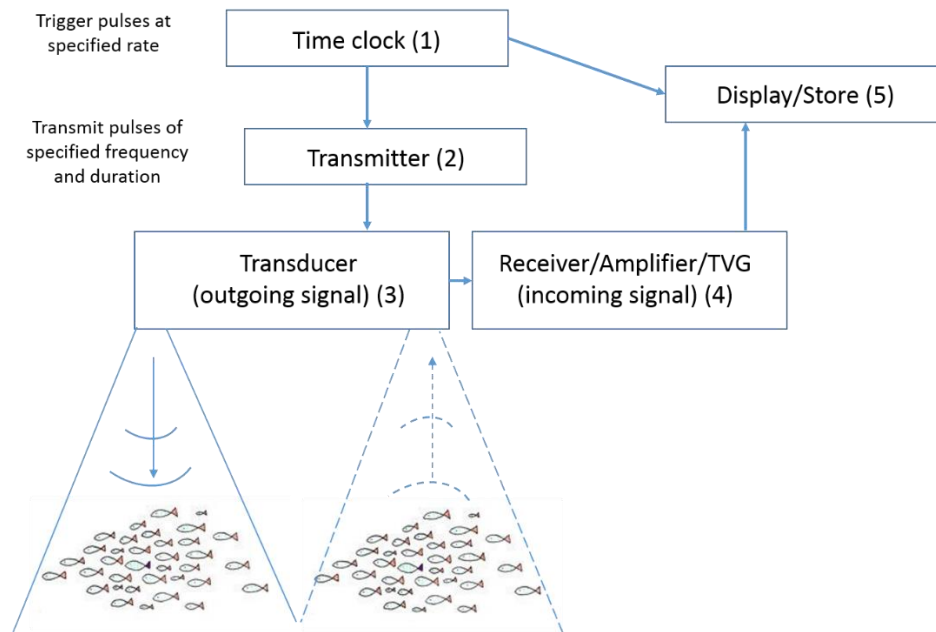 Trigger pulses at
specified rate
Time clock (1)
Display/Store (5)
Transmit pulses of
specified frequency
and duration
Transmitter (2)
Transducer
(outgoing signal) (3)
Receiver/Amplifier/TVG
(incoming signal) (4)